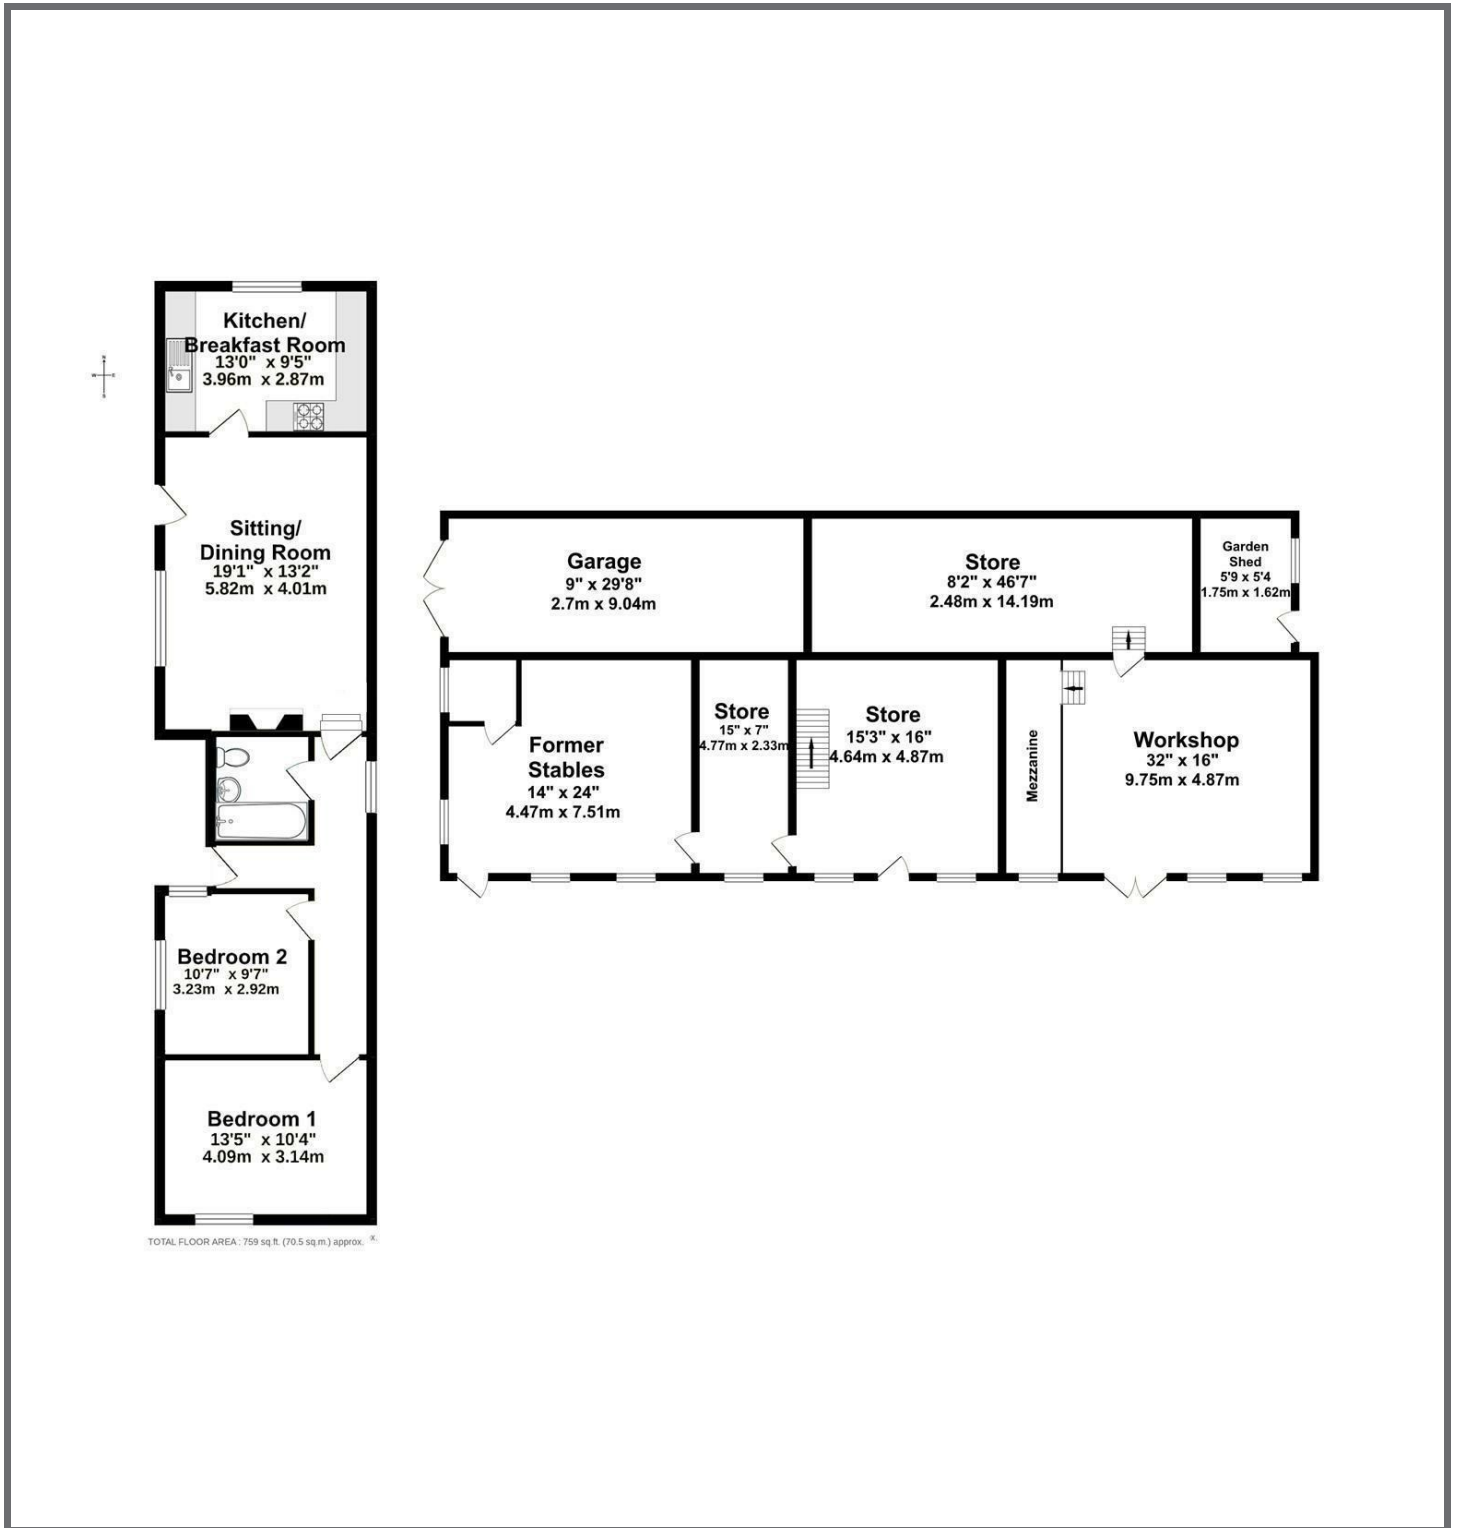 Kitchen/
Breakfast Room
13'0" x 9'5"
3.96m x 2.87m
Sitting/
Dining Room
19'1" x 13'2"
5.82m x 4.01m
Bedroom 2
10'7" x 9'7"
3.23m x 2.92m
Bedroom 1
13'5" x 10'4"
4.09m x 3.14m
TOTAL FLOOR AREA : 759 sq.ft. (70.5 sq.m.) approx.
x.
Garage
9" x 29'8"
2.7m x 9.04m
Store
8'2" x 46'7"
2.48m x 14.19m
Garden
Shed
5'9 x 5'4
1.75m x 1.62m
Former
Stables
14" x 24"
4.47m x 7.51m
Store
15" x 7"
4.77m x 2.33m
Store
15'3" x 16"
4.64m x 4.87m
Mezzanine
Workshop
32" x 16"
9.75m x 4.87m